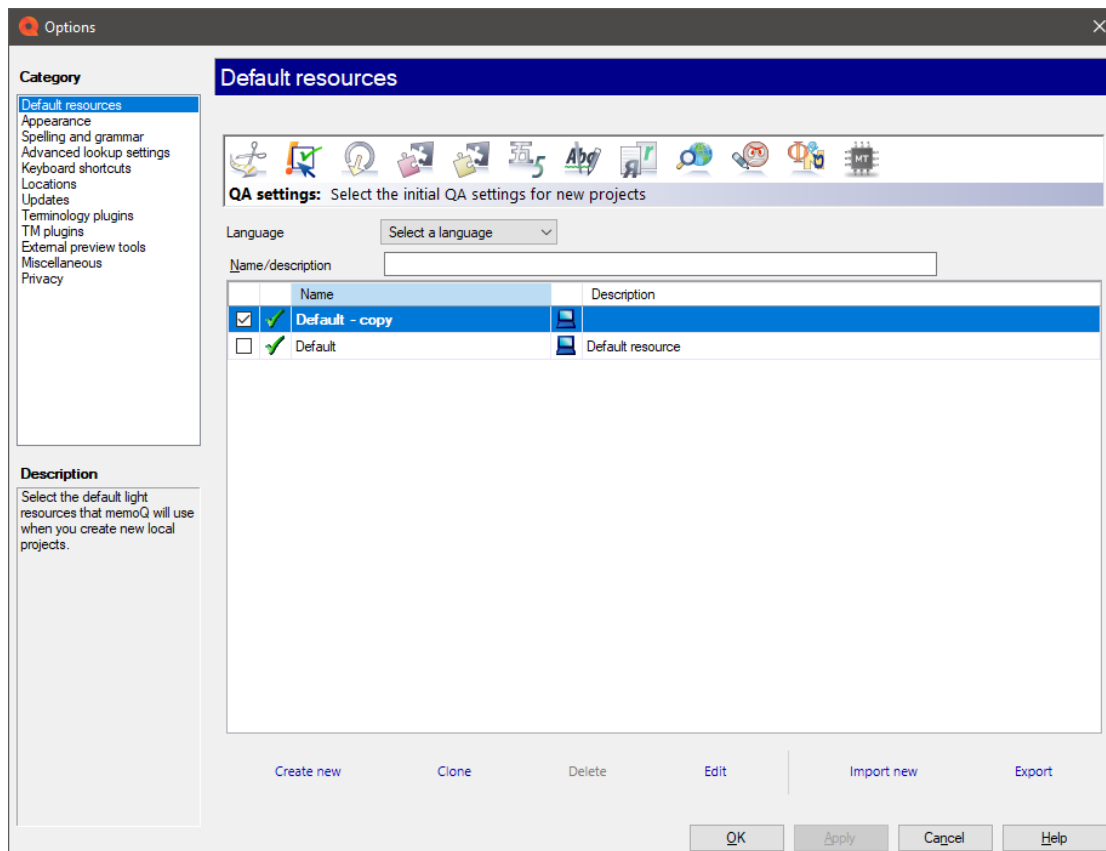 Options
Category
Default resources
Appearance
Spelling and grammar
Advanced lookup settings
Keyboard shortcuts
Locations
Updates
Terminology plugins
TM plugins
External preview tools
Miscellaneous
Privacy
Description
Select the default light
resources that memoQ will use
when you create new local
projects.
Default resources
Abg
MT
QA settings: Select the initial QA settings for new projects
Language Select a language
Name/description
Name Description
Default - copy
Default Default resource
Create new Clone Delete Edit Import new Export
OK Apply Cancel Help